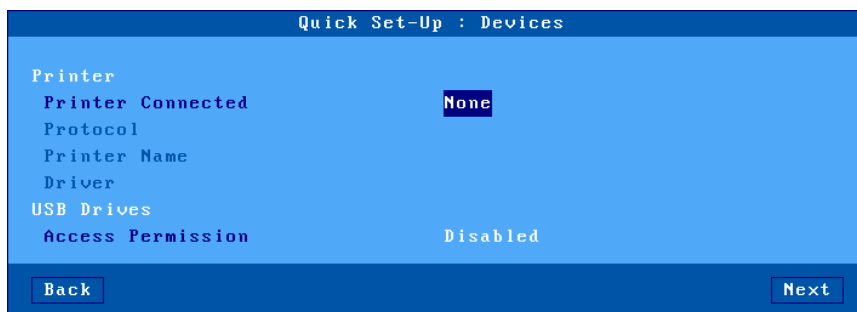 Quick Set-Up : Devices
Printer
Printer Connected None
Protocol
Printer Name
Driver
USB Drives
Access Permission Disabled
Back Next